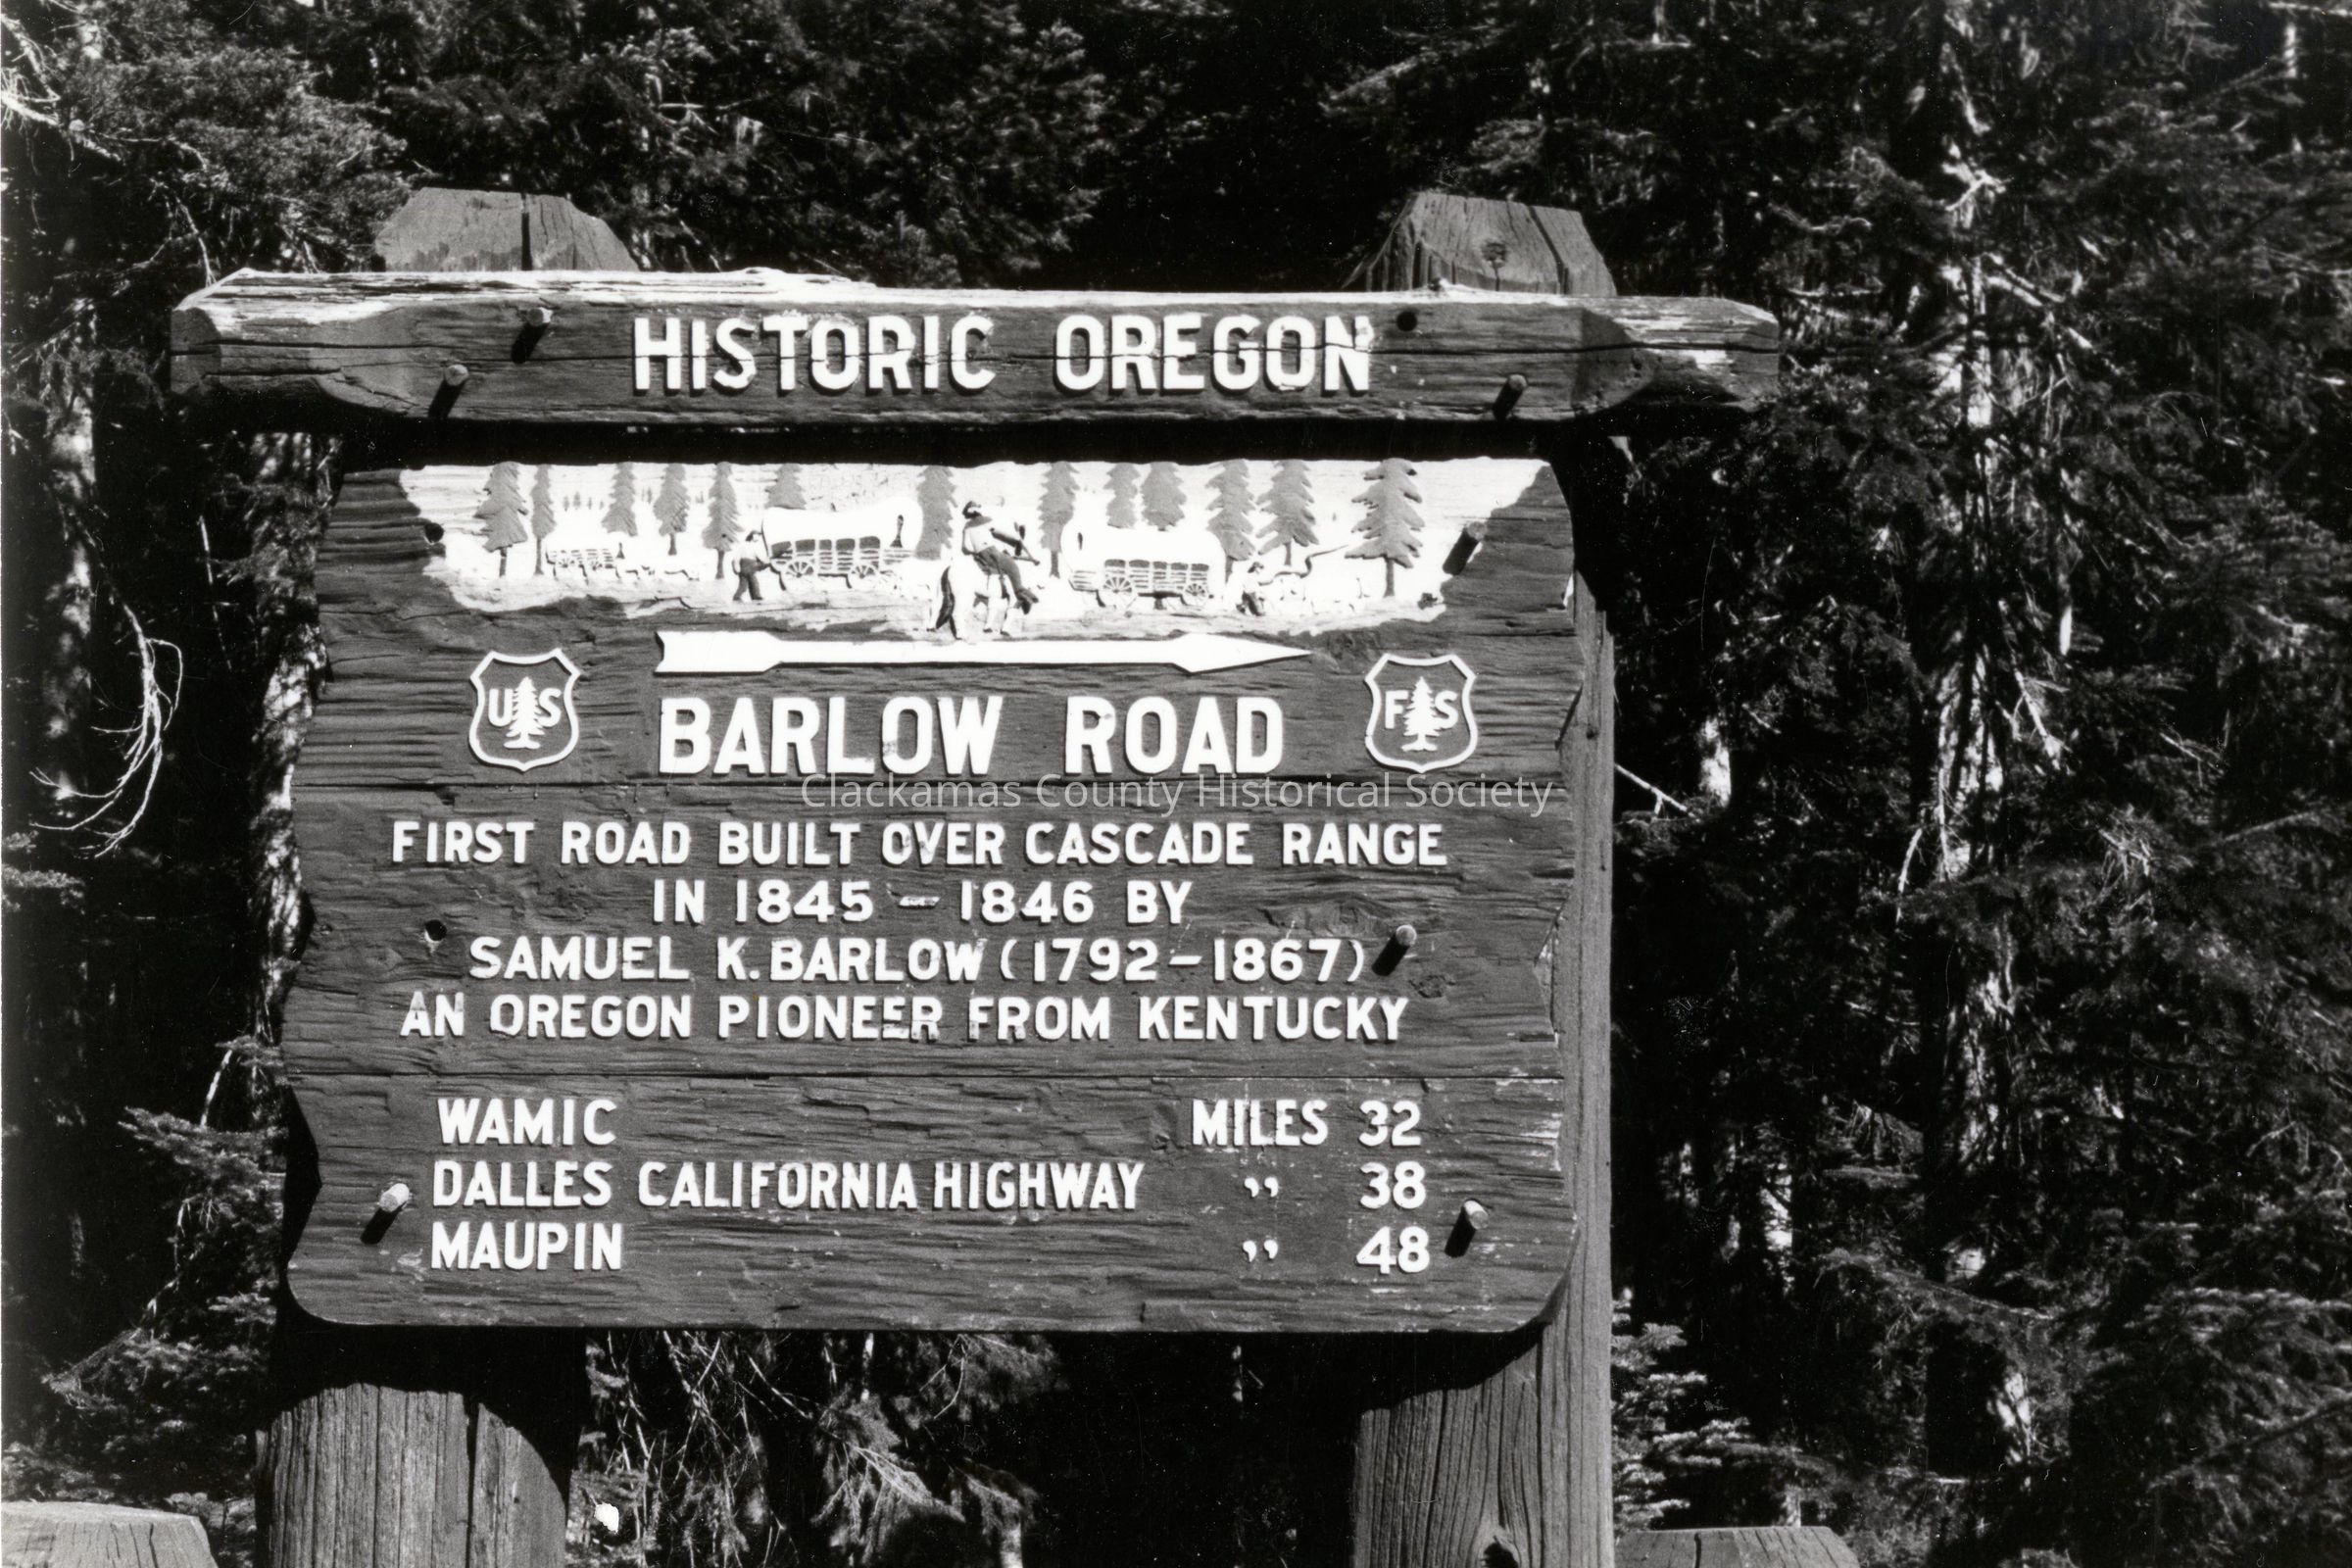 HISTORIC OREGON
US
FS
BARLOW ROAD
Clackamas County Historical Society
FIRST ROAD BUILT OVER CASCADE RANGE
IN 1845 - 1846 BY
SAMUEL K. BARLOW (1792-1867)
AN OREGON PIONEER FROM KENTUCKY
WAMIC MILES 32
DALLES CALIFORNIA HIGHWAY ,, 38
MAUPIN ,, 48